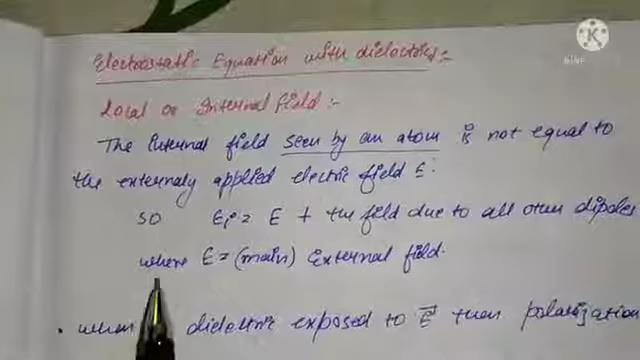 Electrostatic Equation with dielectrics:-
Local or Internal field:-
The internal field seen by an atom is not equal to
the externaly applied electric field E.
so Ei = E + the field due to all other dipoles
where E = (main) External field.
• when dielectric exposed to E⃗ then polarization
K